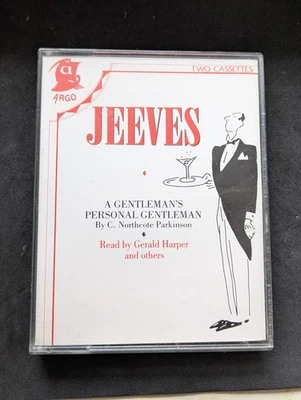 TWO CASSETTES
ARGO
JEEVES
A GENTLEMAN'S
PERSONAL GENTLEMAN
By C. Northcote Parkinson
Read by Gerald Harper
and others